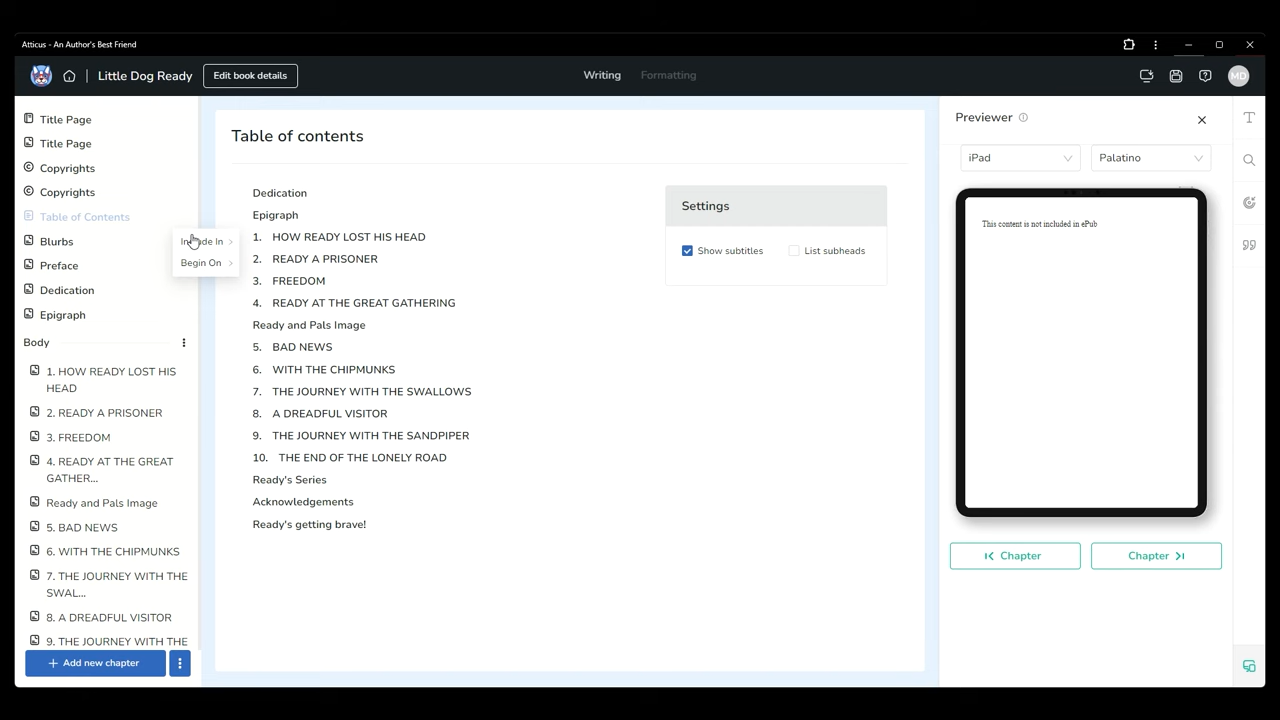 Atticus - An Author's Best Friend
Little Dog Ready
Edit book details
Writing
Formatting
MD
Title Page
Title Page
Copyrights
Copyrights
Table of Contents
Blurbs
Preface
Dedication
Epigraph
Include In
Begin On
Body
1. HOW READY LOST HIS
HEAD
2. READY A PRISONER
3. FREEDOM
4. READY AT THE GREAT
GATHER...
Ready and Pals Image
5. BAD NEWS
6. WITH THE CHIPMUNKS
7. THE JOURNEY WITH THE
SWAL...
8. A DREADFUL VISITOR
9. THE JOURNEY WITH THE
+ Add new chapter
Table of contents
Dedication
Epigraph
1. HOW READY LOST HIS HEAD
2. READY A PRISONER
3. FREEDOM
4. READY AT THE GREAT GATHERING
Ready and Pals Image
5. BAD NEWS
6. WITH THE CHIPMUNKS
7. THE JOURNEY WITH THE SWALLOWS
8. A DREADFUL VISITOR
9. THE JOURNEY WITH THE SANDPIPER
10. THE END OF THE LONELY ROAD
Ready's Series
Acknowledgements
Ready's getting brave!
Settings
Show subtitles
List subheads
Previewer
iPad
Palatino
This content is not included in ePub
Chapter
Chapter